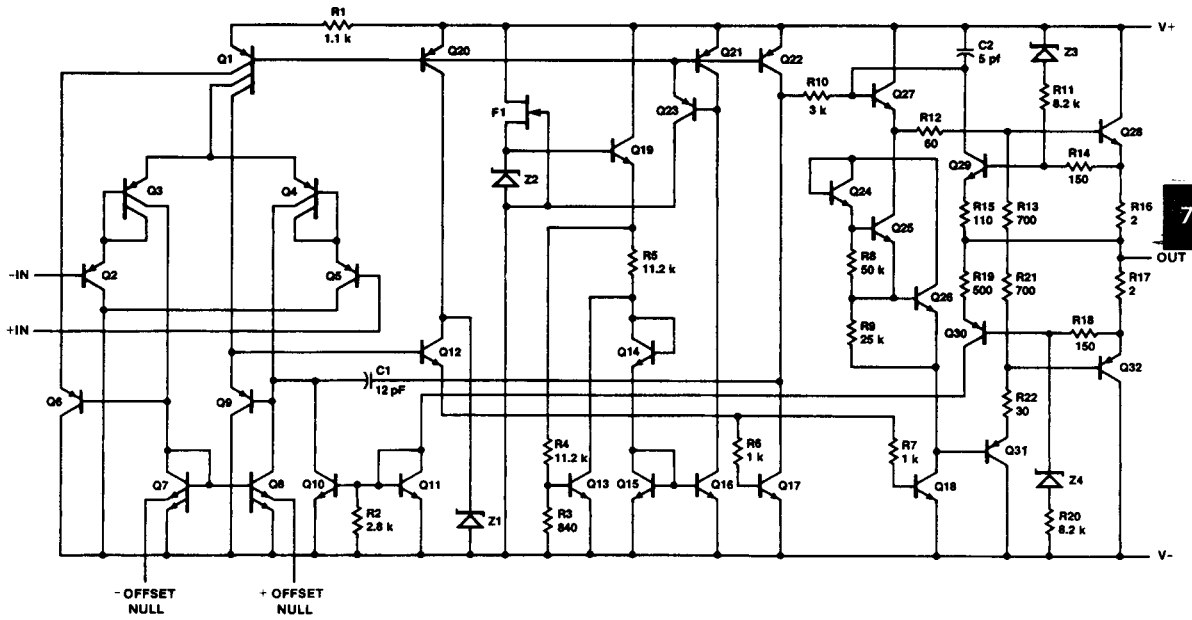 R1
1.1 k
V+
Q1
Q20
Q21
Q22
C2
5 pf
Z3
R10
3 k
Q27
R11
8.2 k
F1
Q23
R12
60
Q28
Q19
Z2
Q29
R14
150
Q3
Q4
Q24
Q25
R15
110
R13
700
R16
2
7
R5
11.2 k
R8
50 k
OUT
-IN
Q2
Q5
Q26
R19
500
R21
700
R17
2
+IN
R9
25 k
Q30
R18
150
Q12
Q14
C1
12 pF
Q32
Q6
Q9
R22
30
R4
11.2 k
R6
1 k
R7
1 k
Q31
Q7
Q8
Q10
Q11
Q13
Q15
Q16
Q17
Q18
Z4
R2
2.8 k
Z1
R3
840
R20
8.2 k
V-
- OFFSET
NULL
+ OFFSET
NULL